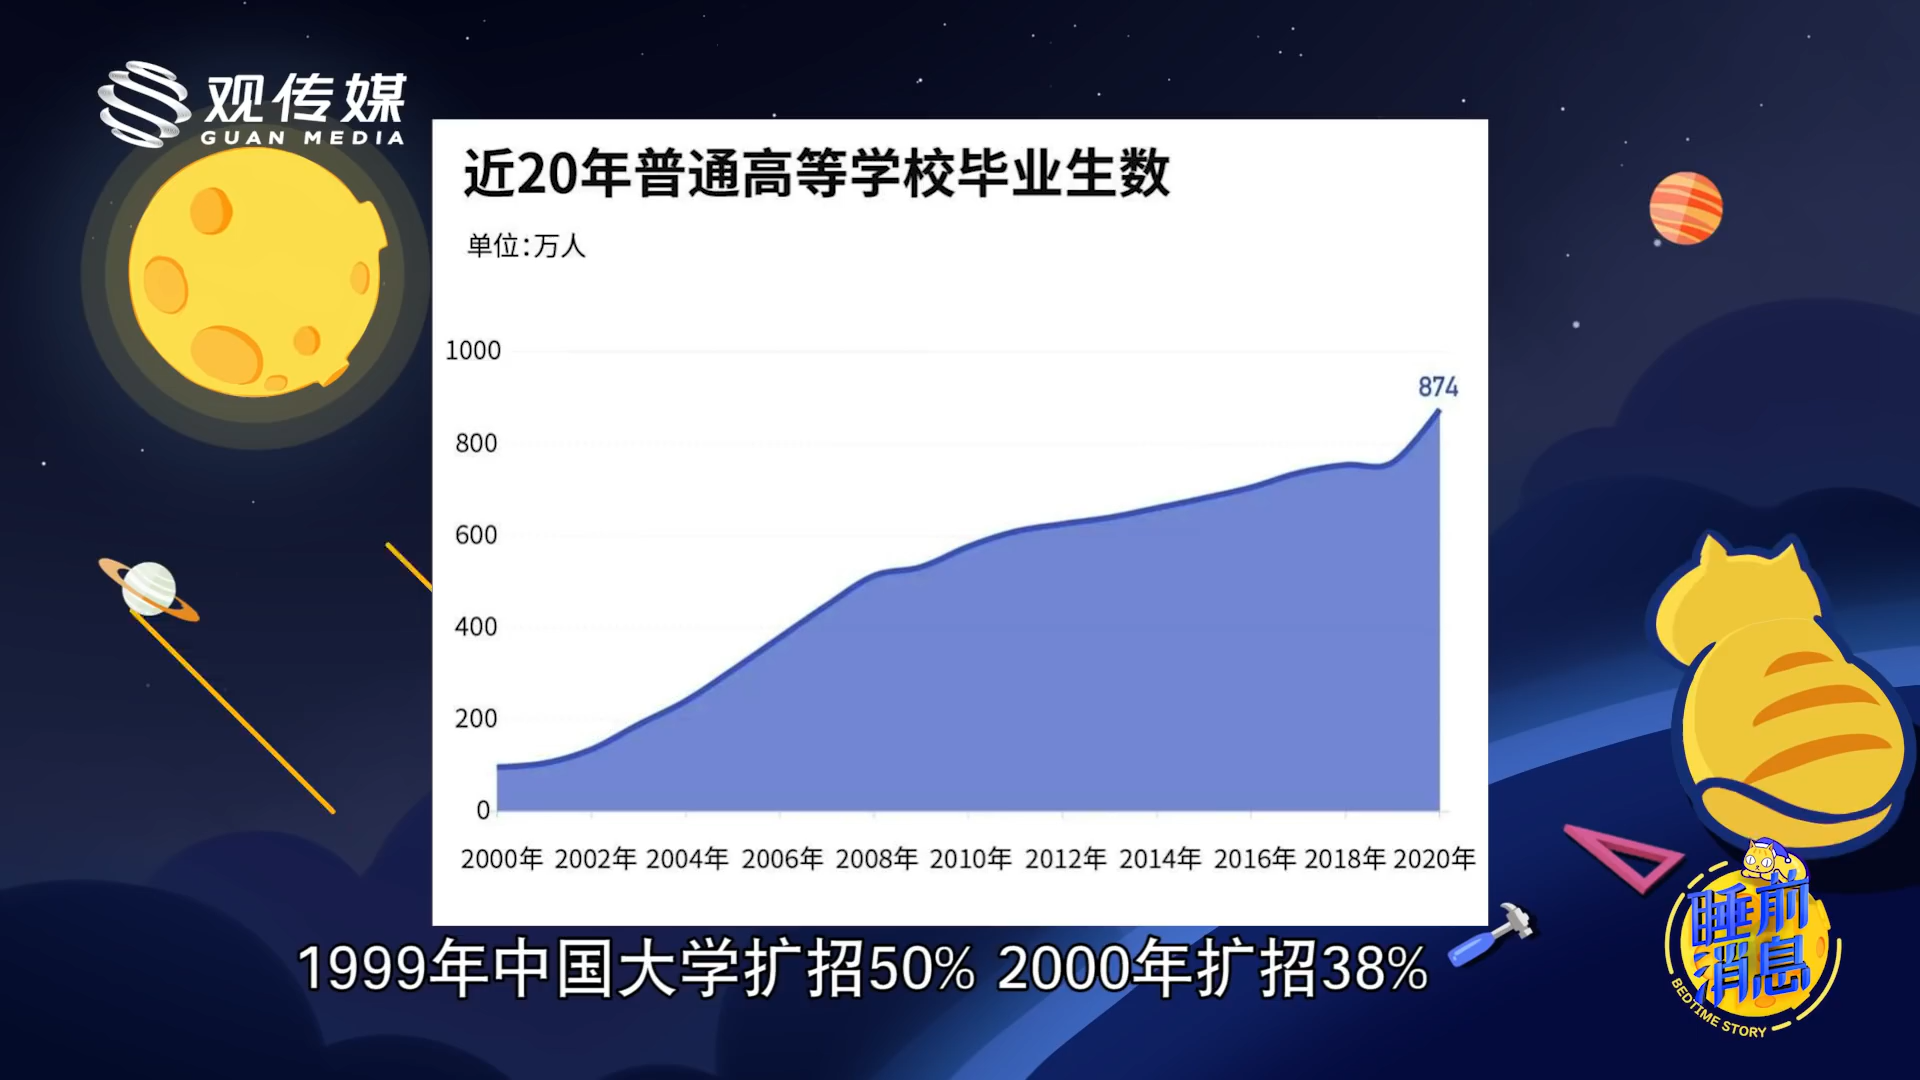 观传媒
GUAN MEDIA
近20年普通高等学校毕业生数
单位:万人
1000
874
800
600
400
200
0
2000年 2002年 2004年 2006年 2008年 2010年 2012年 2014年 2016年 2018年 2020年
睡前
消息
BEDTIME STORY
1999年中国大学扩招50% 2000年扩招38%